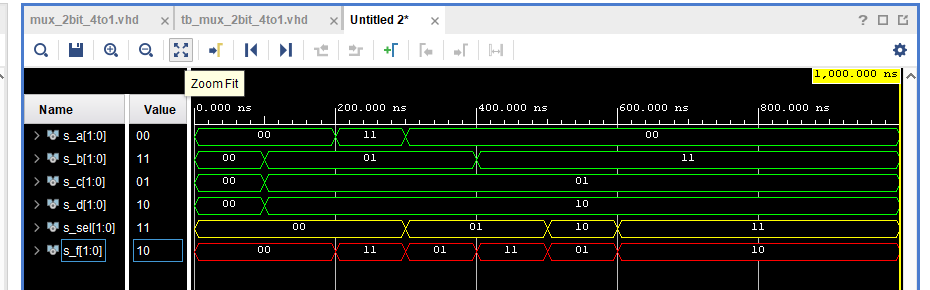 mux_2bit_4to1.vhd × tb_mux_2bit_4to1.vhd × Untitled 2* × ?
Zoom Fit
1,000.000 ns
Name Value
0.000 ns 200.000 ns 400.000 ns 600.000 ns 800.000 ns
s_a[1:0] 00 00 11 00
s_b[1:0] 11 00 01 11
s_c[1:0] 01 00 01
s_d[1:0] 10 00 10
s_sel[1:0] 11 00 01 10 11
s_f[1:0] 10 00 11 01 11 01 10